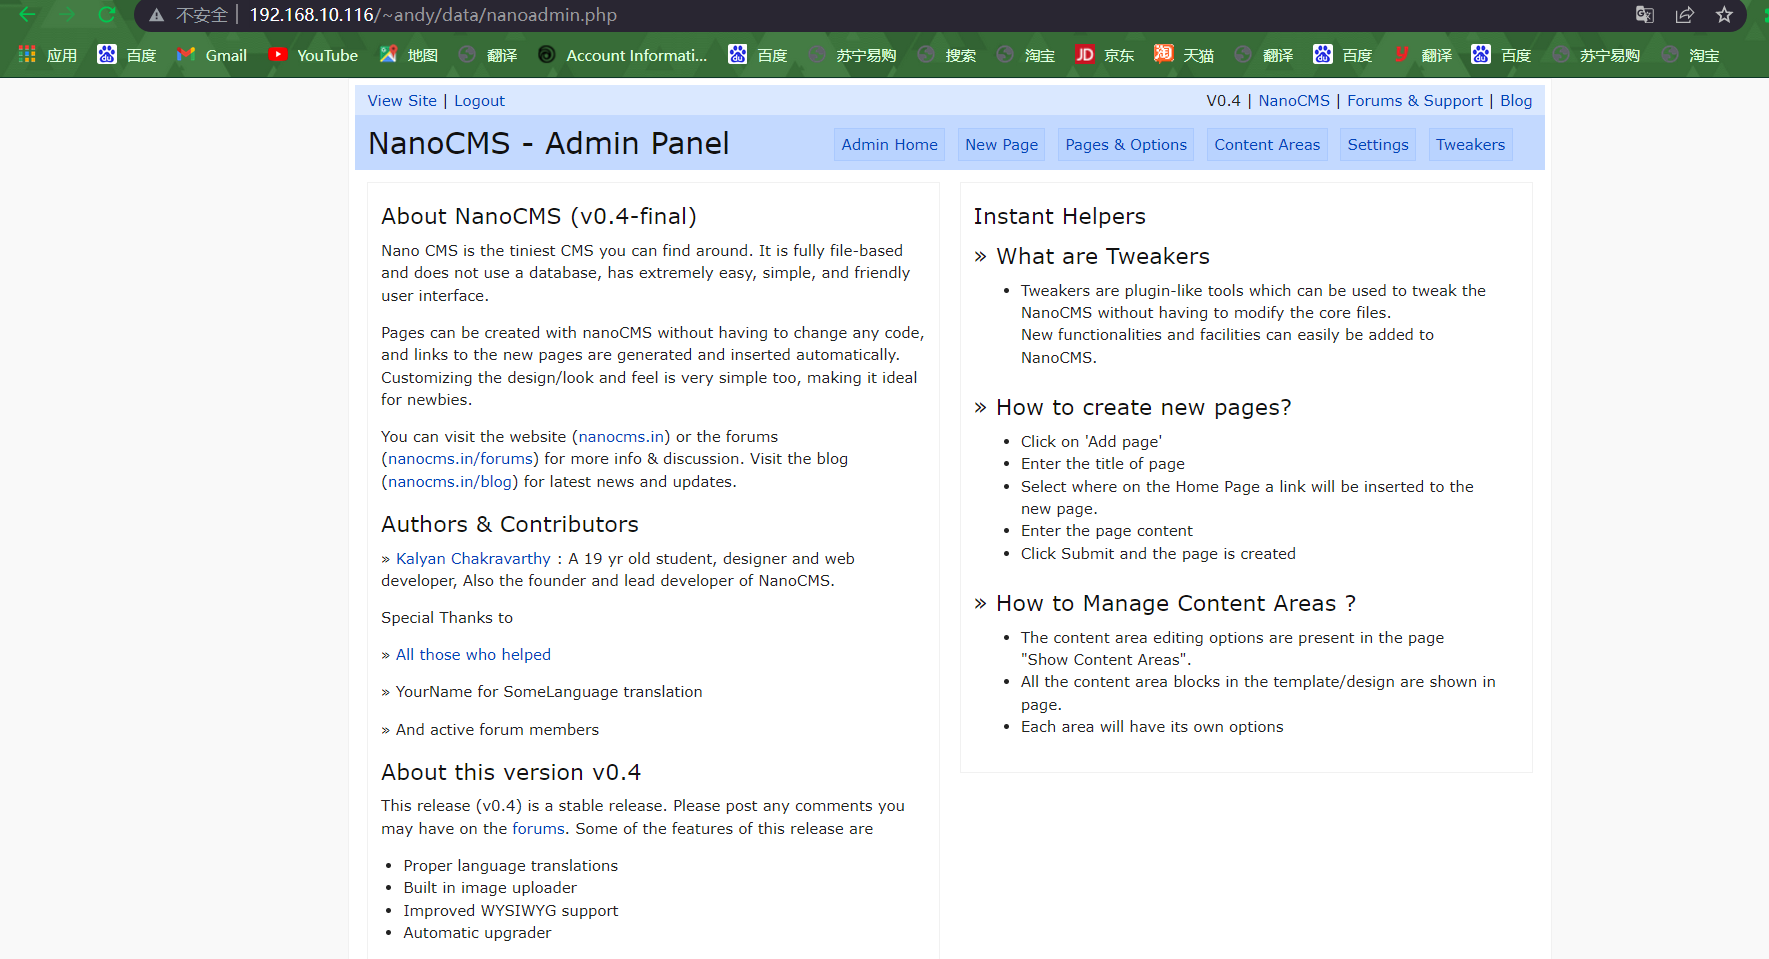 不安全 | 192.168.10.116/~andy/data/nanoadmin.php
应用 百度 Gmail YouTube 地图 翻译 Account Informati... 百度 苏宁易购 搜索 淘宝 JD 京东 淘 天猫 翻译 百度 翻译 百度 苏宁易购 淘宝
View Site | Logout
V0.4 | NanoCMS | Forums & Support | Blog
NanoCMS - Admin Panel
Admin Home New Page Pages & Options Content Areas Settings Tweakers
About NanoCMS (v0.4-final)
Nano CMS is the tiniest CMS you can find around. It is fully file-based
and does not use a database, has extremely easy, simple, and friendly
user interface.
Pages can be created with nanoCMS without having to change any code,
and links to the new pages are generated and inserted automatically.
Customizing the design/look and feel is very simple too, making it ideal
for newbies.
You can visit the website (nanocms.in) or the forums
(nanocms.in/forums) for more info & discussion. Visit the blog
(nanocms.in/blog) for latest news and updates.
Authors & Contributors
» Kalyan Chakravarthy : A 19 yr old student, designer and web
developer, Also the founder and lead developer of NanoCMS.
Special Thanks to
» All those who helped
» YourName for SomeLanguage translation
» And active forum members
About this version v0.4
This release (v0.4) is a stable release. Please post any comments you
may have on the forums. Some of the features of this release are
• Proper language translations
• Built in image uploader
• Improved WYSIWYG support
• Automatic upgrader
Instant Helpers
» What are Tweakers
• Tweakers are plugin-like tools which can be used to tweak the
NanoCMS without having to modify the core files.
New functionalities and facilities can easily be added to
NanoCMS.
» How to create new pages?
• Click on 'Add page'
• Enter the title of page
• Select where on the Home Page a link will be inserted to the
new page.
• Enter the page content
• Click Submit and the page is created
» How to Manage Content Areas ?
• The content area editing options are present in the page
"Show Content Areas".
• All the content area blocks in the template/design are shown in
page.
• Each area will have its own options